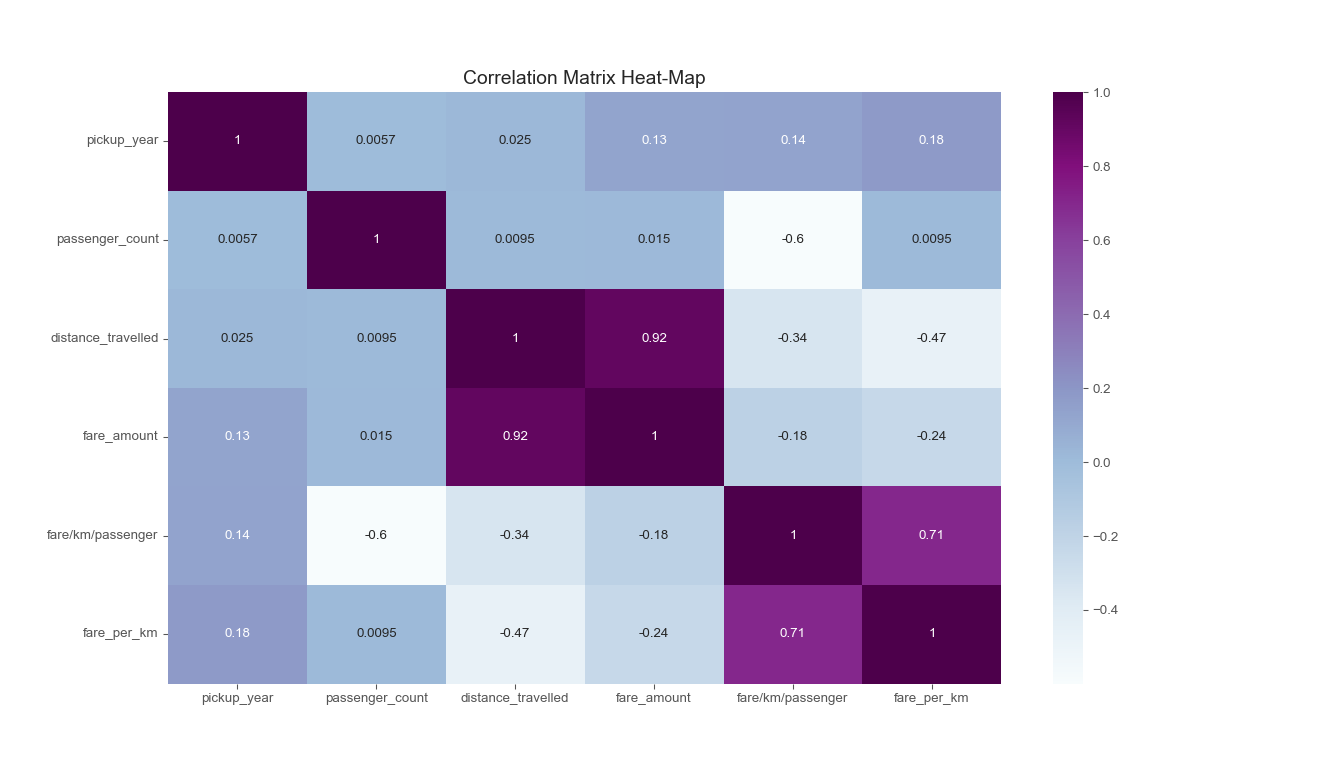 Correlation Matrix Heat-Map
pickup_year 1 0.0057 0.025 0.13 0.14 0.18
passenger_count 0.0057 1 0.0095 0.015 -0.6 0.0095
distance_travelled 0.025 0.0095 1 0.92 -0.34 -0.47
fare_amount 0.13 0.015 0.92 1 -0.18 -0.24
fare/km/passenger 0.14 -0.6 -0.34 -0.18 1 0.71
fare_per_km 0.18 0.0095 -0.47 -0.24 0.71 1
pickup_year passenger_count distance_travelled fare_amount fare/km/passenger fare_per_km
1.0
0.8
0.6
0.4
0.2
0.0
−0.2
−0.4